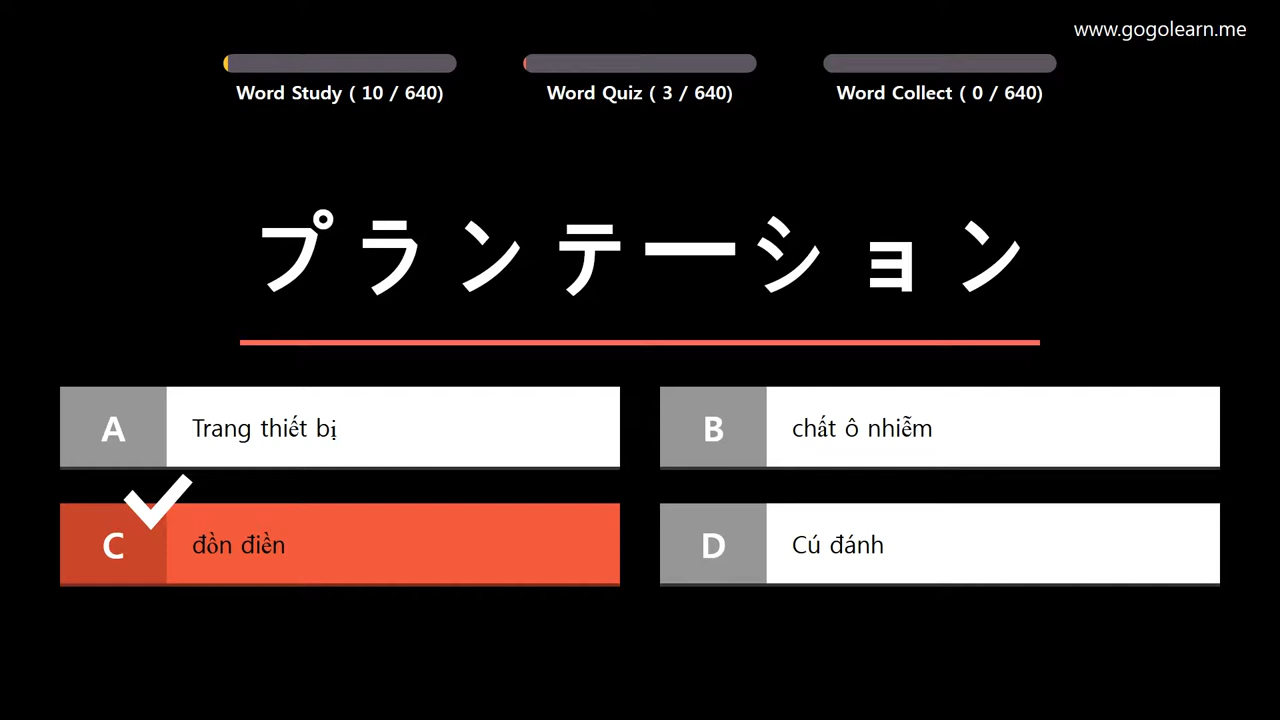 www.gogolearn.me
Word Study ( 10 / 640)
Word Quiz ( 3 / 640)
Word Collect ( 0 / 640)
プランテーション
A Trang thiết bị
B chất ô nhiễm
C đồn điền
D Cú đánh